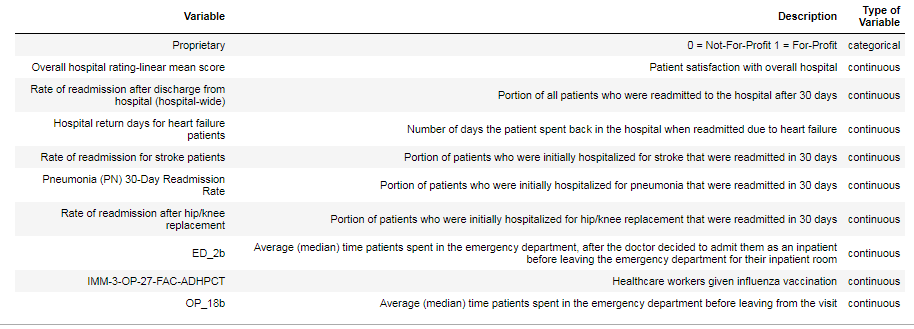 Variable Description Type of Variable
Proprietary 0 = Not-For-Profit 1 = For-Profit categorical
Overall hospital rating-linear mean score Patient satisfaction with overall hospital continuous
Rate of readmission after discharge from hospital (hospital-wide) Portion of all patients who were readmitted to the hospital after 30 days continuous
Hospital return days for heart failure patients Number of days the patient spent back in the hospital when readmitted due to heart failure continuous
Rate of readmission for stroke patients Portion of patients who were initially hospitalized for stroke that were readmitted in 30 days continuous
Pneumonia (PN) 30-Day Readmission Rate Portion of patients who were initially hospitalized for pneumonia that were readmitted in 30 days continuous
Rate of readmission after hip/knee replacement Portion of patients who were initially hospitalized for hip/knee replacement that were readmitted in 30 days continuous
ED_2b Average (median) time patients spent in the emergency department, after the doctor decided to admit them as an inpatient before leaving the emergency department for their inpatient room continuous
IMM-3-OP-27-FAC-ADHPCT Healthcare workers given influenza vaccination continuous
OP_18b Average (median) time patients spent in the emergency department before leaving from the visit continuous